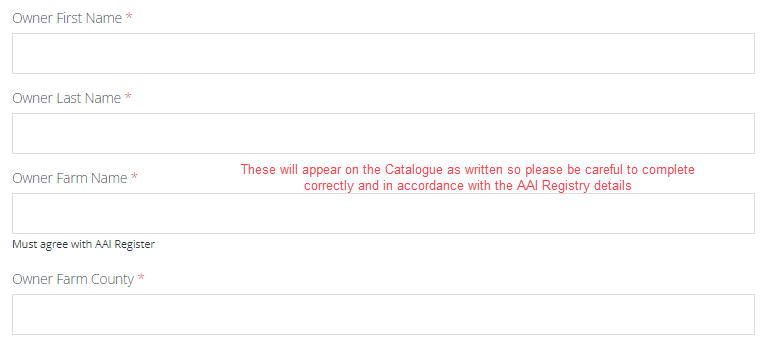 Owner First Name *
Owner Last Name *
These will appear on the Catalogue as written so please be careful to complete
correctly and in accordance with the AAI Registry details
Owner Farm Name *
Must agree with AAI Register
Owner Farm County *